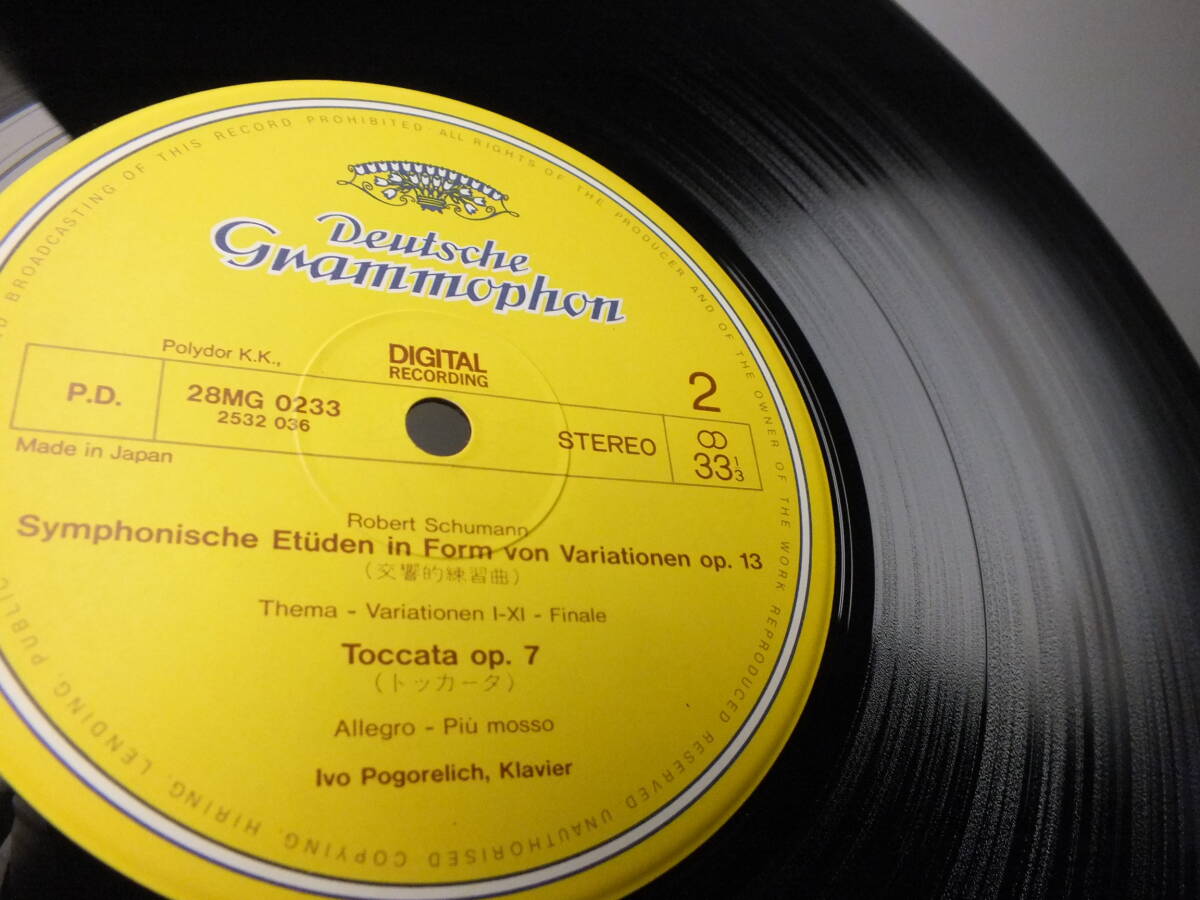 BROADCASTING OF THIS RECORD PROHIBITED · ALL RIGHTS OF THE PRODUCER AND OF THE OWNER OF THE WORK REPRODUCED RESERVED UNAUTHORISED COPYING, HIRING, LENDING, PUBLIC
Deutsche
Grammophon
Polydor K.K.,
DIGITAL
RECORDING
2
P.D.
28MG 0233
2532 036
STEREO
33 1/3
Made in Japan
Robert Schumann
Symphonische Etüden in Form von Variationen op. 13
(交響的練習曲)
Thema - Variationen I-XI - Finale
Toccata op. 7
(トッカータ)
Allegro - Più mosso
Ivo Pogorelich, Klavier